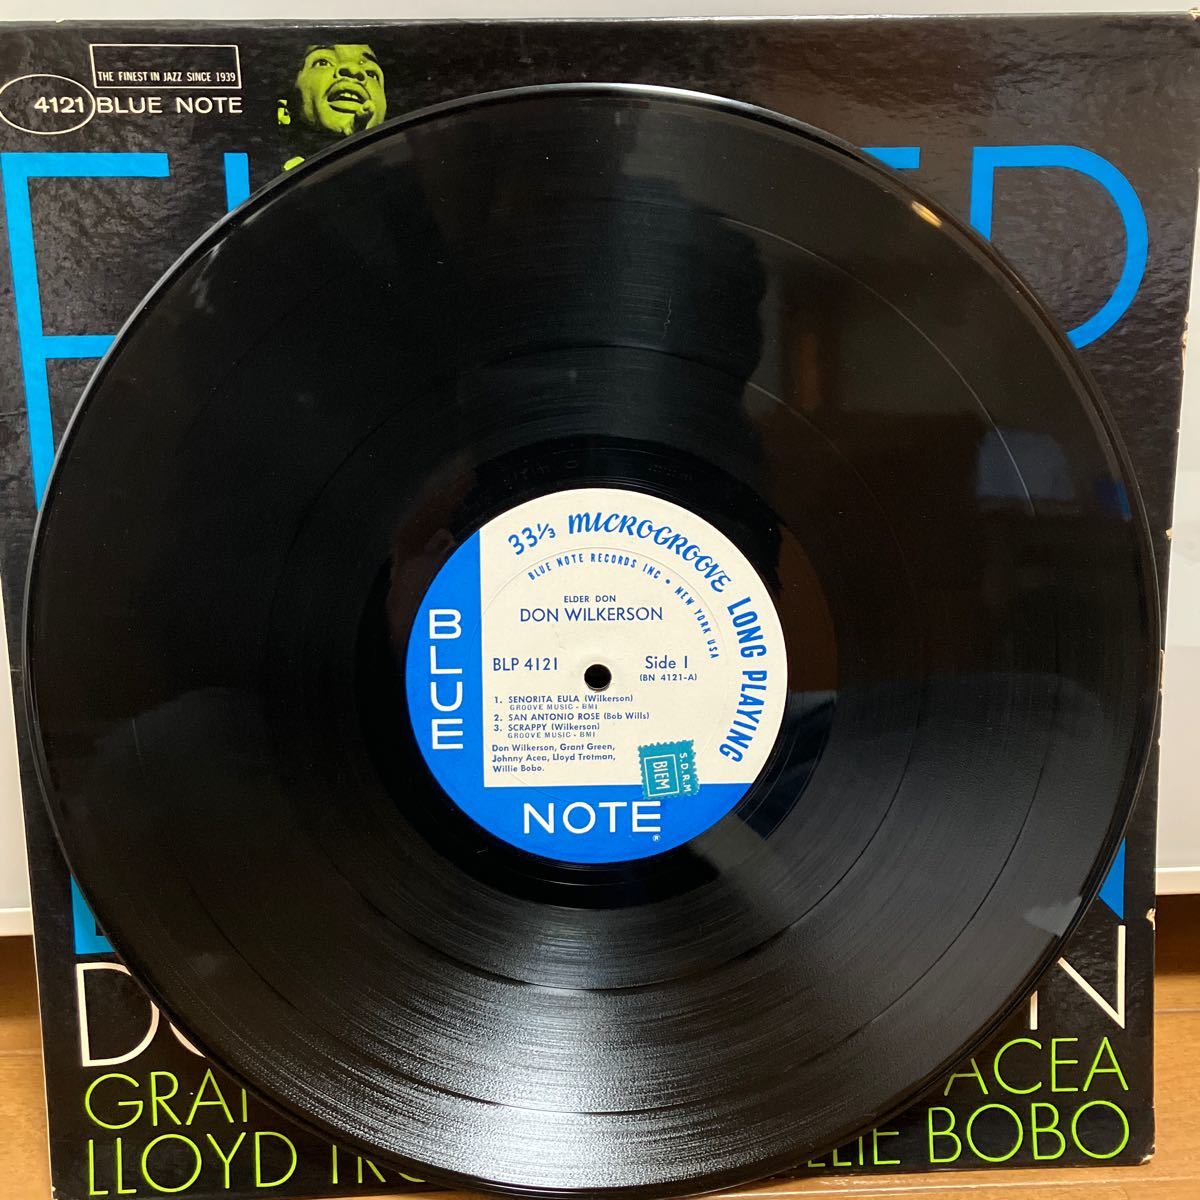 THE FINEST IN JAZZ SINCE 1939
4121 BLUE NOTE
33⅓ MICROGROOVE LONG PLAYING
BLUE NOTE RECORDS INC • NEW YORK USA
ELDER DON
DON WILKERSON
BLP 4121 Side 1
(BN 4121-A)
1. SENORITA EULA (Wilkerson)
GROOVE MUSIC - BMI
2. SAN ANTONIO ROSE (Bob Wills)
3. SCRAPPY (Wilkerson)
GROOVE MUSIC - BMI
Don Wilkerson, Grant Green,
Johnny Acea, Lloyd Trotman,
Willie Bobo.
S.D.R.M
BIEM
BLUE
NOTE
®
ACEA
LLOYD BOBO